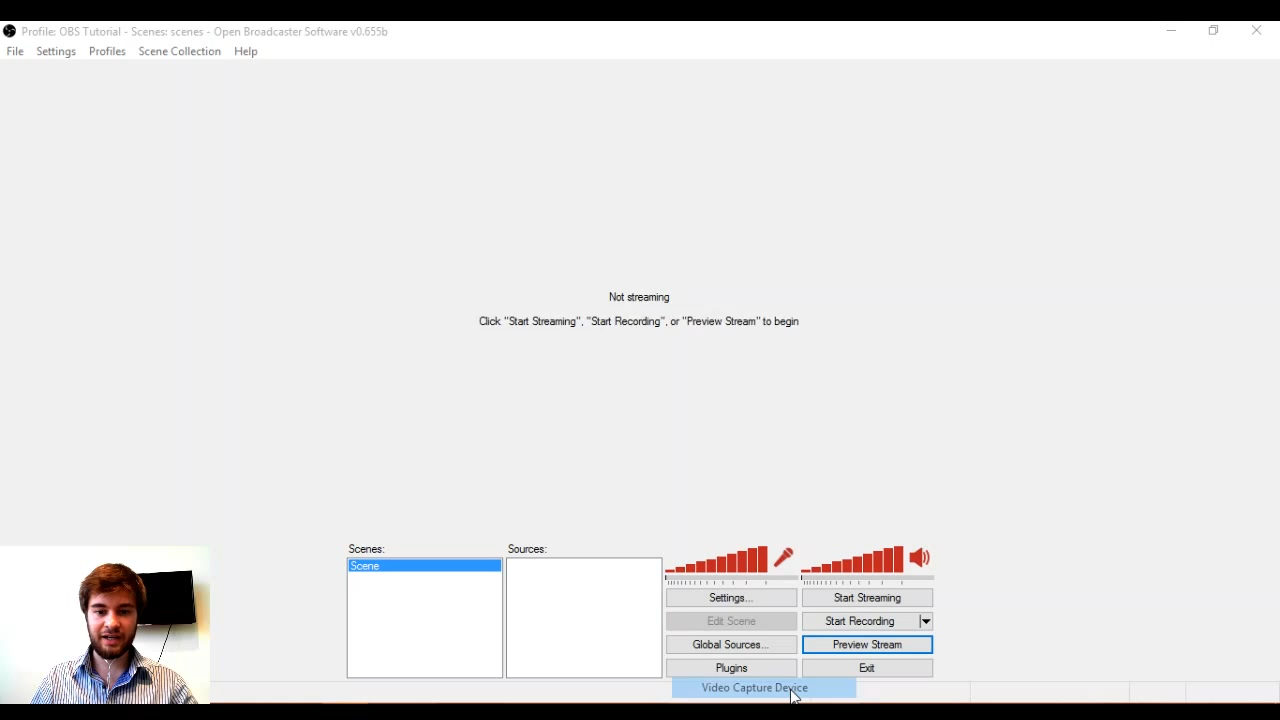 Profile: OBS Tutorial - Scenes: scenes - Open Broadcaster Software v0.655b
File Settings Profiles Scene Collection Help
Not streaming
Click "Start Streaming", "Start Recording", or "Preview Stream" to begin
Scenes: Sources:
Scene
Settings... Start Streaming
Edit Scene Start Recording
Global Sources... Preview Stream
Plugins Exit
Video Capture Device